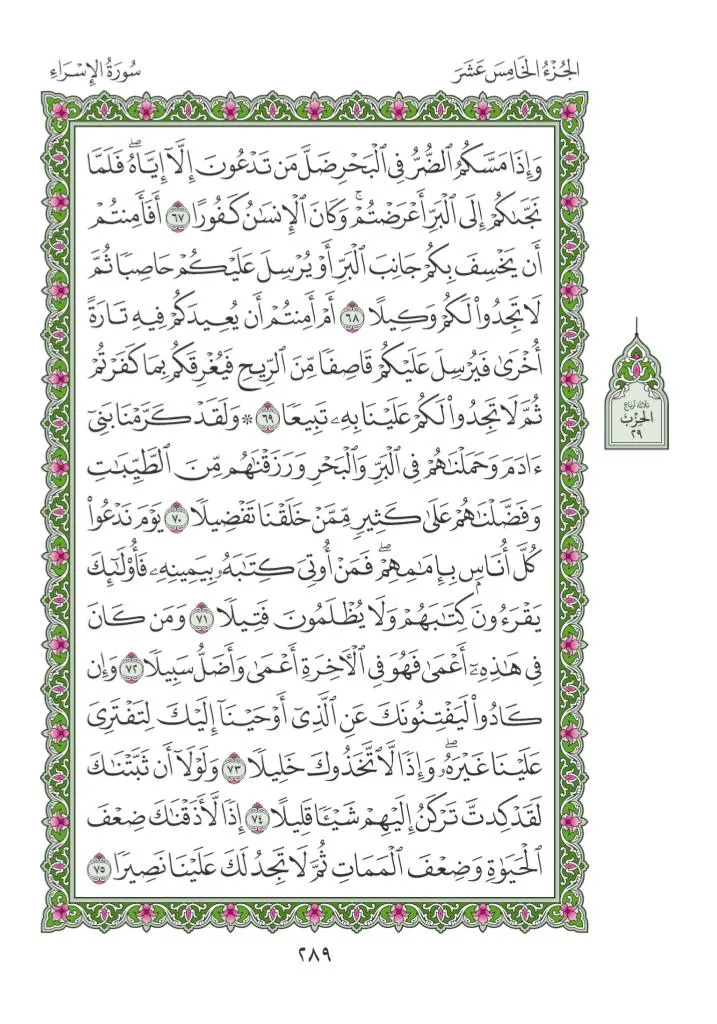 الجُزْءُ الخَامِسَ عَشَرَ
سُورَةُ الإِسْرَاءِ
وَإِذَا مَسَّكُمُ ٱلضُّرُّ فِي ٱلْبَحْرِ ضَلَّ مَن تَدْعُونَ إِلَّآ إِيَّاهُۖ فَلَمَّا
نَجَّىٰكُمْ إِلَى ٱلْبَرِّ أَعْرَضْتُمْۚ وَكَانَ ٱلْإِنسَٰنُ كَفُورًا ٦٧ أَفَأَمِنتُمْ
أَن يَخْسِفَ بِكُمْ جَانِبَ ٱلْبَرِّ أَوْ يُرْسِلَ عَلَيْكُمْ حَاصِبًا ثُمَّ
لَا تَجِدُوا۟ لَكُمْ وَكِيلًا ٦٨ أَمْ أَمِنتُمْ أَن يُعِيدَكُمْ فِيهِ تَارَةً
أُخْرَىٰ فَيُرْسِلَ عَلَيْكُمْ قَاصِفًا مِّنَ ٱلرِّيحِ فَيُغْرِقَكُم بِمَا كَفَرْتُمْ
ثُمَّ لَا تَجِدُوا۟ لَكُمْ عَلَيْنَا بِهِۦ تَبِيعًا ٦٩ ۞ وَلَقَدْ كَرَّمْنَا بَنِيٓ
ءَادَمَ وَحَمَلْنَٰهُمْ فِي ٱلْبَرِّ وَٱلْبَحْرِ وَرَزَقْنَٰهُم مِّنَ ٱلطَّيِّبَٰتِ
وَفَضَّلْنَٰهُمْ عَلَىٰ كَثِيرٍ مِّمَّنْ خَلَقْنَا تَفْضِيلًا ٧٠ يَوْمَ نَدْعُوا۟
كُلَّ أُنَاسٍۭ بِإِمَٰمِهِمْۖ فَمَنْ أُوتِيَ كِتَٰبَهُۥ بِيَمِينِهِۦ فَأُو۟لَٰٓئِكَ
يَقْرَءُونَ كِتَٰبَهُمْ وَلَا يُظْلَمُونَ فَتِيلًا ٧١ وَمَن كَانَ
فِي هَٰذِهِۦٓ أَعْمَىٰ فَهُوَ فِي ٱلْأٓخِرَةِ أَعْمَىٰ وَأَضَلُّ سَبِيلًا ٧٢ وَإِن
كَادُوا۟ لَيَفْتِنُونَكَ عَنِ ٱلَّذِيٓ أَوْحَيْنَآ إِلَيْكَ لِتَفْتَرِيَ
عَلَيْنَا غَيْرَهُۥۖ وَإِذًا لَّٱتَّخَذُوكَ خَلِيلًا ٧٣ وَلَوْلَآ أَن ثَبَّتْنَٰكَ
لَقَدْ كِدتَّ تَرْكَنُ إِلَيْهِمْ شَيْـًٔا قَلِيلًا ٧٤ إِذًا لَّأَذَقْنَٰكَ ضِعْفَ
ٱلْحَيَوٰةِ وَضِعْفَ ٱلْمَمَاتِ ثُمَّ لَا تَجِدُ لَكَ عَلَيْنَا نَصِيرًا ٧٥
ثلاثة أرباع
الحِزْب
٢٩
٢٨٩